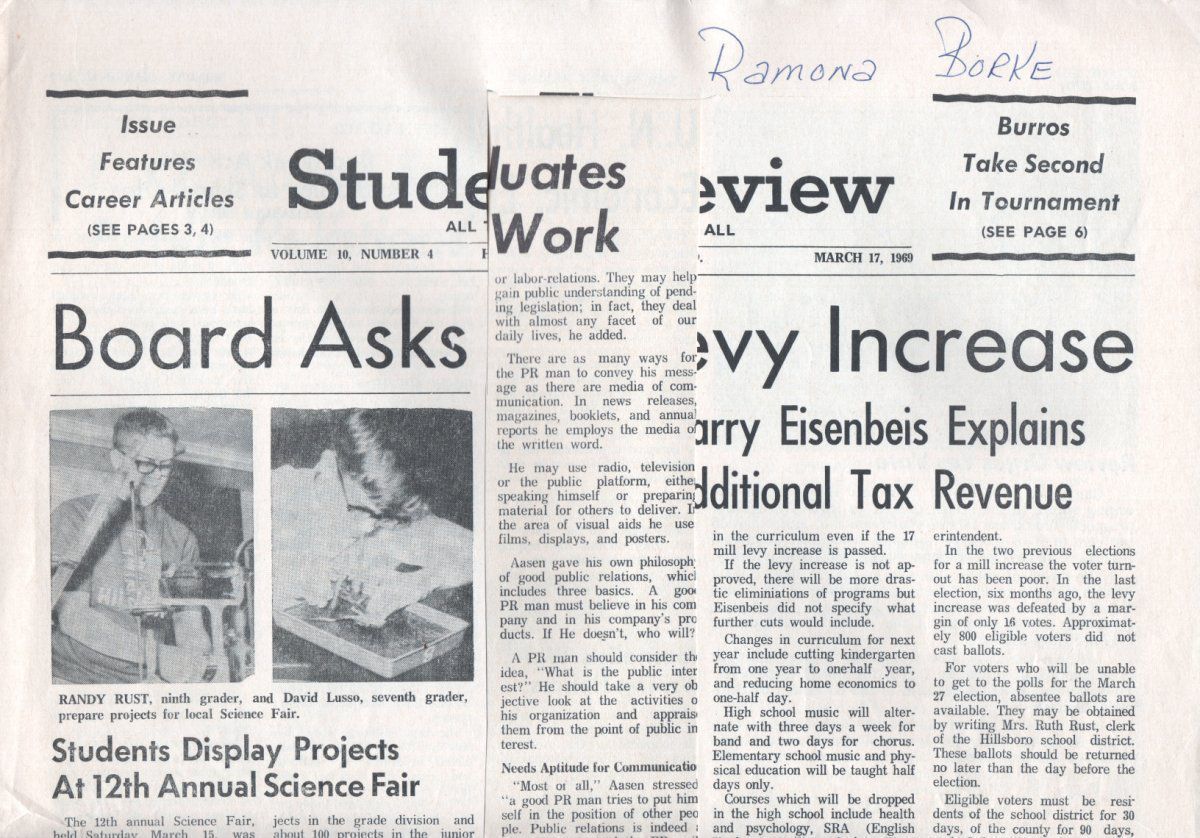 Ramona Borke
Issue
Features
Career Articles
(SEE PAGES 3, 4)
Stude
eview
ALL
ALL
VOLUME 10, NUMBER 4
MARCH 17, 1969
Burros
Take Second
In Tournament
(SEE PAGE 6)
Board Asks
evy Increase
RANDY RUST, ninth grader, and David Lusso, seventh grader,
prepare projects for local Science Fair.
Students Display Projects
At 12th Annual Science Fair
The 12th annual Science Fair,
held Saturday, March 15, was
jects in the grade division and
about 100 projects in the junior
luates
Work
or labor-relations. They may help
gain public understanding of pend-
ing legislation; in fact, they deal
with almost any facet of our
daily lives, he added.
There are as many ways for
the PR man to convey his mess-
age as there are media of com-
munication. In news releases,
magazines, booklets, and annual
reports he employs the media of
the written word.
He may use radio, television
or the public platform, eithe
speaking himself or preparing
material for others to deliver. I
the area of visual aids he use
films, displays, and posters.
Aasen gave his own philosoph
of good public relations, whic
includes three basics. A goo
PR man must believe in his com
pany and in his company's pro
ducts. If He doesn't, who will?
A PR man should consider th
idea, "What is the public inter
est?" He should take a very ob
jective look at the activities o
his organization and apprais
them from the point of public in
terest.
Needs Aptitude for Communicatio
"Most of all," Aasen stressed
"a good PR man tries to put him
self in the position of other peo
ple. Public relations is indeed
arry Eisenbeis Explains
dditional Tax Revenue
in the curriculum even if the 17
mill levy increase is passed.
If the levy increase is not ap-
proved, there will be more dras-
tic eliminiations of programs but
Eisenbeis did not specify what
further cuts would include.
Changes in curriculum for next
year include cutting kindergarten
from one year to one-half year,
and reducing home economics to
one-half day.
High school music will alter-
nate with three days a week for
band and two days for chorus.
Elementary school music and phy-
sical education will be taught half
days only.
Courses which will be dropped
in the high school include health
and psychology, SRA (English
erintendent.
In the two previous elections
for a mill increase the voter turn-
out has been poor. In the last
election, six months ago, the levy
increase was defeated by a mar-
gin of only 16 votes. Approximat-
ely 800 eligible voters did not
cast ballots.
For voters who will be unable
to get to the polls for the March
27 election, absentee ballots are
available. They may be obtained
by writing Mrs. Ruth Rust, clerk
of the Hillsboro school district.
These ballots should be returned
no later than the day before the
election.
Eligible voters must be resi-
dents of the school district for 30
days, of the county for 90 days,